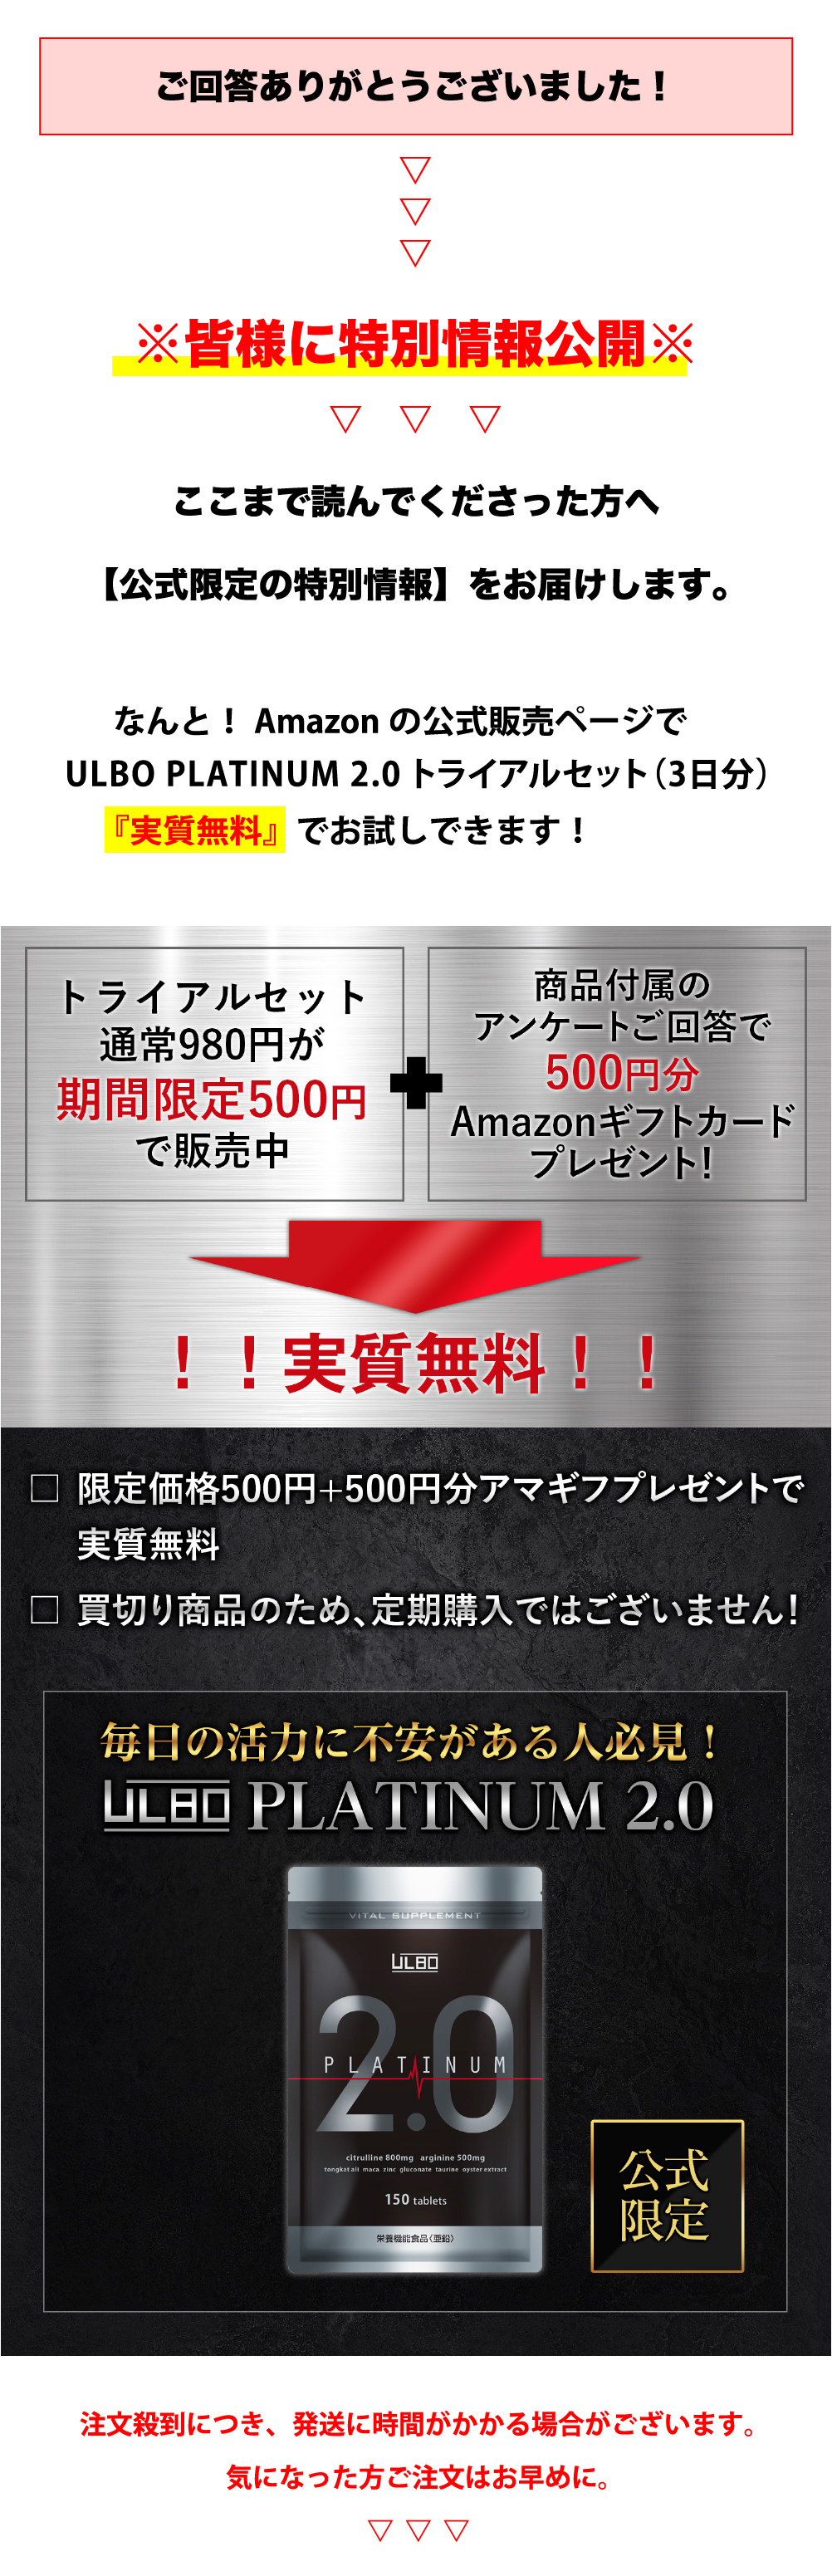 ご回答ありがとうございました！
▽
▽
▽
※皆様に特別情報公開※
▽ ▽ ▽
ここまで読んでくださった方へ
【公式限定の特別情報】をお届けします。
なんと！ Amazon の公式販売ページで
ULBO PLATINUM 2.0 トライアルセット（3日分）
『実質無料』でお試しできます！
トライアルセット
通常980円が
期間限定500円
で販売中
✚
商品付属の
アンケートご回答で
500円分
Amazonギフトカード
プレゼント！
！！実質無料！！
□ 限定価格500円+500円分アマギフプレゼントで
実質無料
□ 買切り商品のため、定期購入ではございません！
毎日の活力に不安がある人必見！
ULBO PLATINUM 2.0
VITAL SUPPLEMENT
ULBO
2.0
PLATINUM
citrulline 800mg arginine 500mg
tongkat ali maca zinc gluconate taurine oyster extract
150 tablets
栄養機能食品〈亜鉛〉
公式
限定
注文殺到につき、発送に時間がかかる場合がございます。
気になった方ご注文はお早めに。
▽ ▽ ▽